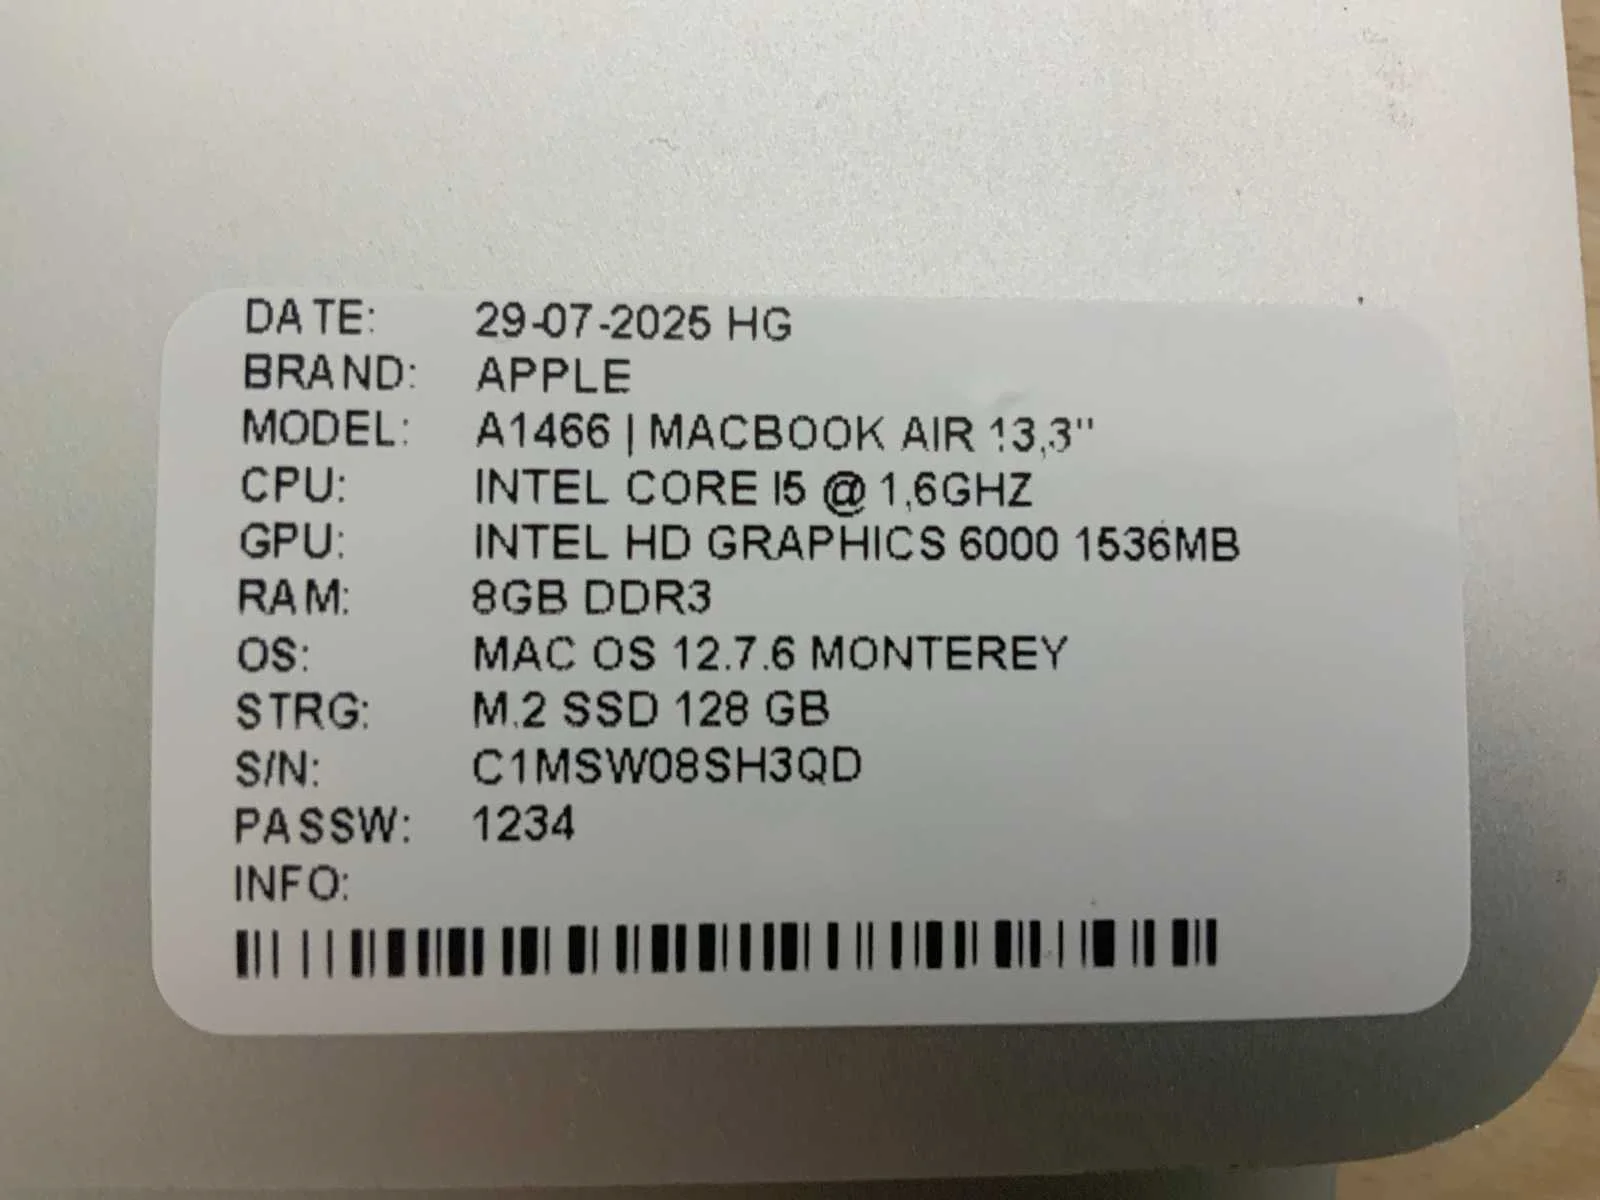 DATE: 29-07-2025 HG
BRAND: APPLE
MODEL: A1466 | MACBOOK AIR 13,3"
CPU: INTEL CORE I5 @ 1,6GHZ
GPU: INTEL HD GRAPHICS 6000 1536MB
RAM: 8GB DDR3
OS: MAC OS 12.7.6 MONTEREY
STRG: M.2 SSD 128 GB
S/N: C1MSW08SH3QD
PASSW: 1234
INFO: